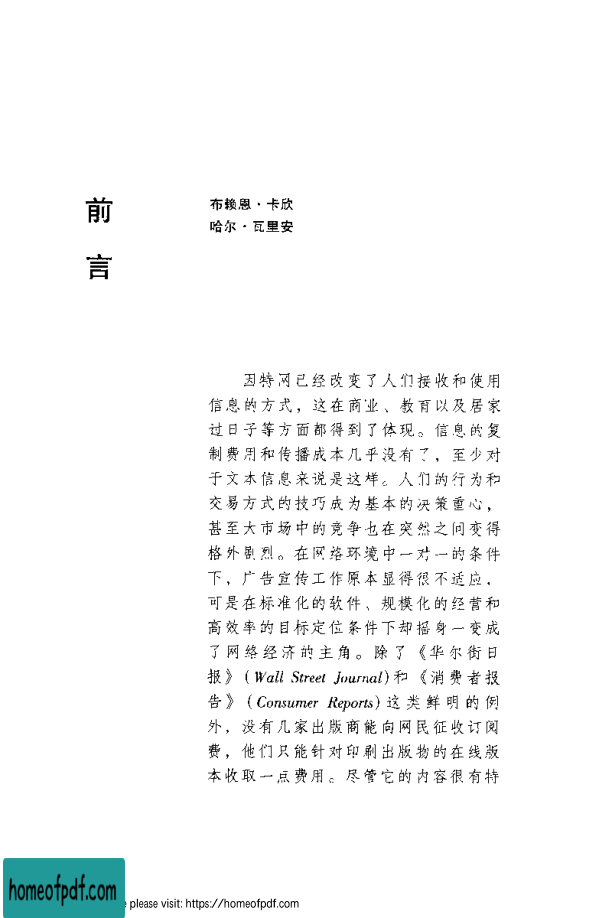 前
言
布赖恩·卡欣
哈尔·瓦里安
因特网已经改变了人们接收和使用
信息的方式，这在商业、教育以及居家
过日子等方面都得到了体现。信息的复
制费用和传播成本几乎没有了，至少对
于文本信息来说是这样。人们的行为和
交易方式的技巧成为基本的决策重心，
甚至大市场中的竞争也在突然之间变得
格外剧烈。在网络环境中一对一的条件
下，广告宣传工作原本显得很不适应，
可是在标准化的软件、规模化的经营和
高效率的目标定位条件下却摇身一变成
了网络经济的主角。除了《华尔街日
报》(Wall Street Journal)和《消费者报
告》(Consumer Reports)这类鲜明的例
外，没有几家出版商能向网民征收订阅
费，他们只能针对印刷出版物的在线版
本收取一点费用。尽管它的内容很有特
homeofpdf.com
please visit: https://homeofpdf.com